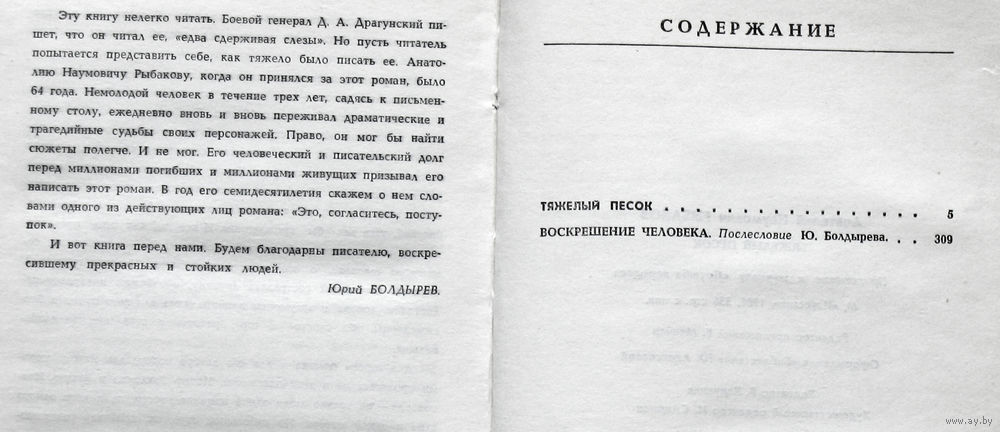 Эту книгу нелегко читать. Боевой генерал Д. А. Драгунский пи-
шет, что он читал ее, «едва сдерживая слезы». Но пусть читатель
попытается представить себе, как тяжело было писать ее. Анато-
лию Наумовичу Рыбакову, когда он принялся за этот роман, было
64 года. Немолодой человек в течение трех лет, садясь к письмен-
ному столу, ежедневно вновь и вновь переживал драматические и
трагедийные судьбы своих персонажей. Право, он мог бы найти
сюжеты полегче. И не мог. Его человеческий и писательский долг
перед миллионами погибших и миллионами живущих призывал его
написать этот роман. В год его семидесятилетия скажем о нем сло-
вами одного из действующих лиц романа: «Это, согласитесь, посту-
пок».
И вот книга перед нами. Будем благодарны писателю, воскре-
сившему прекрасных и стойких людей.
Юрий БОЛДЫРЕВ.
СОДЕРЖАНИЕ
ТЯЖЕЛЫЙ ПЕСОК . . . . . . . . . . . . . . . . . 5
ВОСКРЕШЕНИЕ ЧЕЛОВЕКА. Послесловие Ю. Болдырева. . . 309
www.ay.by